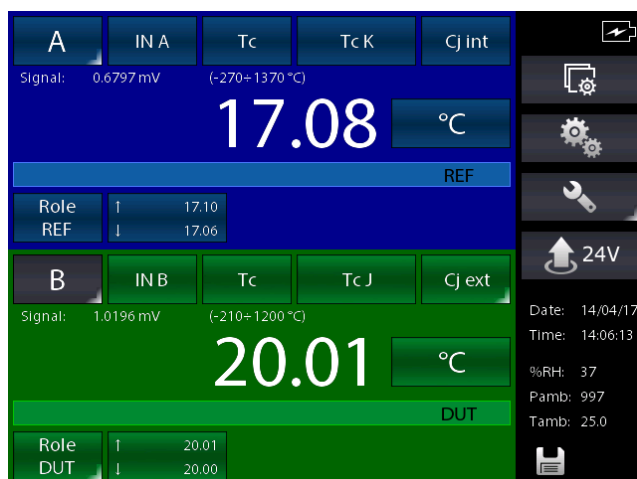 A IN A Tc Tc K Cj int
Signal: 0.6797 mV (-270÷1370 °C)
17.08 °C
REF
Role REF
↑ 17.10
↓ 17.06
B IN B Tc Tc J Cj ext
Signal: 1.0196 mV (-210÷1200 °C)
20.01 °C
DUT
Role DUT
↑ 20.01
↓ 20.00
24V
Date: 14/04/17
Time: 14:06:13
%RH: 37
Pamb: 997
Tamb: 25.0